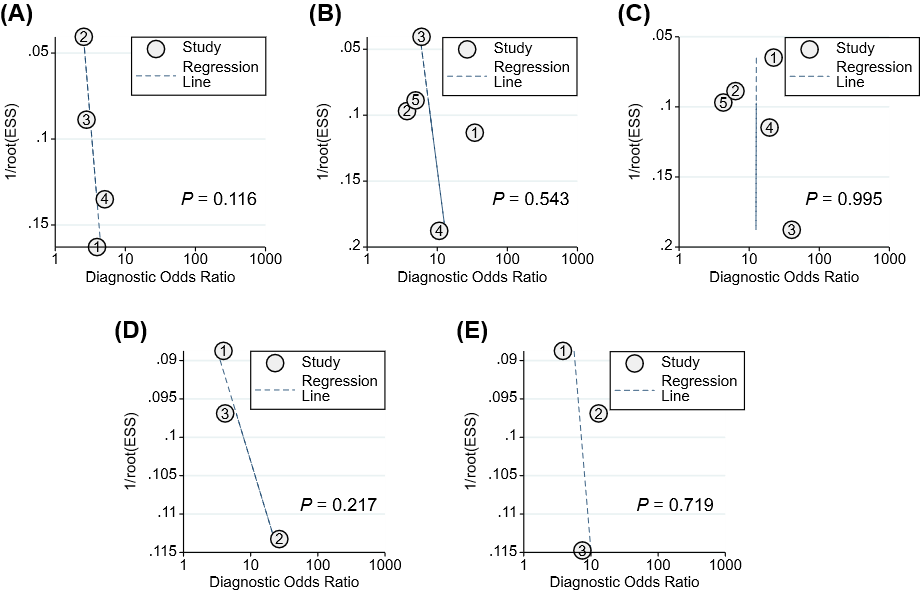 (A)
2
3
4
1
Study
Regression
Line
P = 0.116
.05
.1
.15
1/root(ESS)
1
10
100
1000
Diagnostic Odds Ratio
(B)
3
5
2
1
4
Study
Regression
Line
P = 0.543
.05
.1
.15
.2
1/root(ESS)
1
10
100
1000
Diagnostic Odds Ratio
(C)
1
2
5
4
3
Study
Regression
Line
P = 0.995
.05
.1
.15
.2
1/root(ESS)
1
10
100
1000
Diagnostic Odds Ratio
(D)
1
3
2
Study
Regression
Line
P = 0.217
.09
.095
.1
.105
.11
.115
1/root(ESS)
1
10
100
1000
Diagnostic Odds Ratio
(E)
1
2
3
Study
Regression
Line
P = 0.719
.09
.095
.1
.105
.11
.115
1/root(ESS)
1
10
100
1000
Diagnostic Odds Ratio